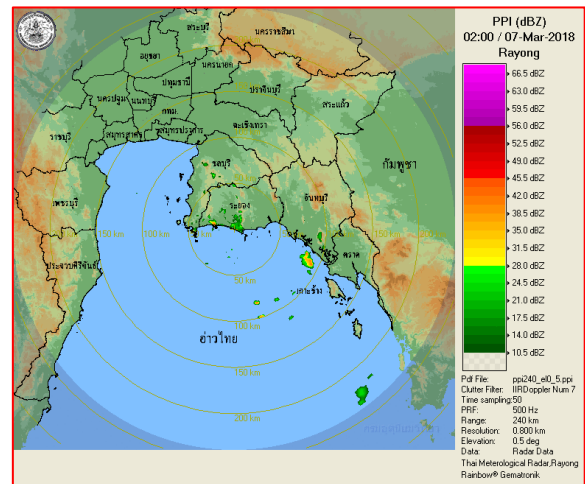 PPI (dBZ)
02:00 / 07-Mar-2018
Rayong
66.5 dBZ
63.0 dBZ
59.5 dBZ
56.0 dBZ
52.5 dBZ
49.0 dBZ
45.5 dBZ
42.0 dBZ
38.5 dBZ
35.0 dBZ
31.5 dBZ
28.0 dBZ
24.5 dBZ
21.0 dBZ
17.5 dBZ
14.0 dBZ
10.5 dBZ
Pdf File: ppi240_el0_5.ppi
Clutter Filter: IIRDoppler Num 7
Time sampling:50
PRF: 500 Hz
Range: 240 km
Resolution: 0.800 km
Elevation: 0.5 deg
Data: Radar Data
Thai Meterological Radar,Rayong
Rainbow® Gematronik
สระบุรี
นครราชสีมา
อยุธยา
นครนายก
ปทุมธานี
ปราจีนบุรี
นครปฐม
นนทบุรี
สระแก้ว
กทม.
ฉะเชิงเทรา
ราชบุรี
สมุทรสาคร
สมุทรปราการ
ชลบุรี
กัมพูชา
เพชรบุรี
ระยอง
จันทบุรี
150 km
100 km
ตราด
ประจวบคีรีขันธ์
50 km
เกาะช้าง
100 km
อ่าวไทย
150 km
200 km